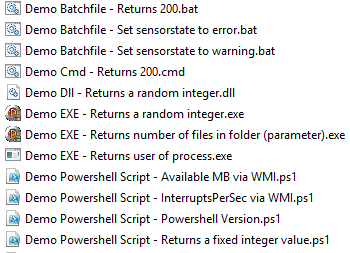 Demo Batchfile - Returns 200.bat
Demo Batchfile - Set sensorstate to error.bat
Demo Batchfile - Set sensorstate to warning.bat
Demo Cmd - Returns 200.cmd
Demo Dll - Returns a random integer.dll
Demo EXE - Returns a random integer.exe
Demo EXE - Returns number of files in folder (parameter).exe
Demo EXE - Returns user of process.exe
Demo Powershell Script - Available MB via WMI.ps1
Demo Powershell Script - InterruptsPerSec via WMI.ps1
Demo Powershell Script - Powershell Version.ps1
Demo Powershell Script - Returns a fixed integer value.ps1